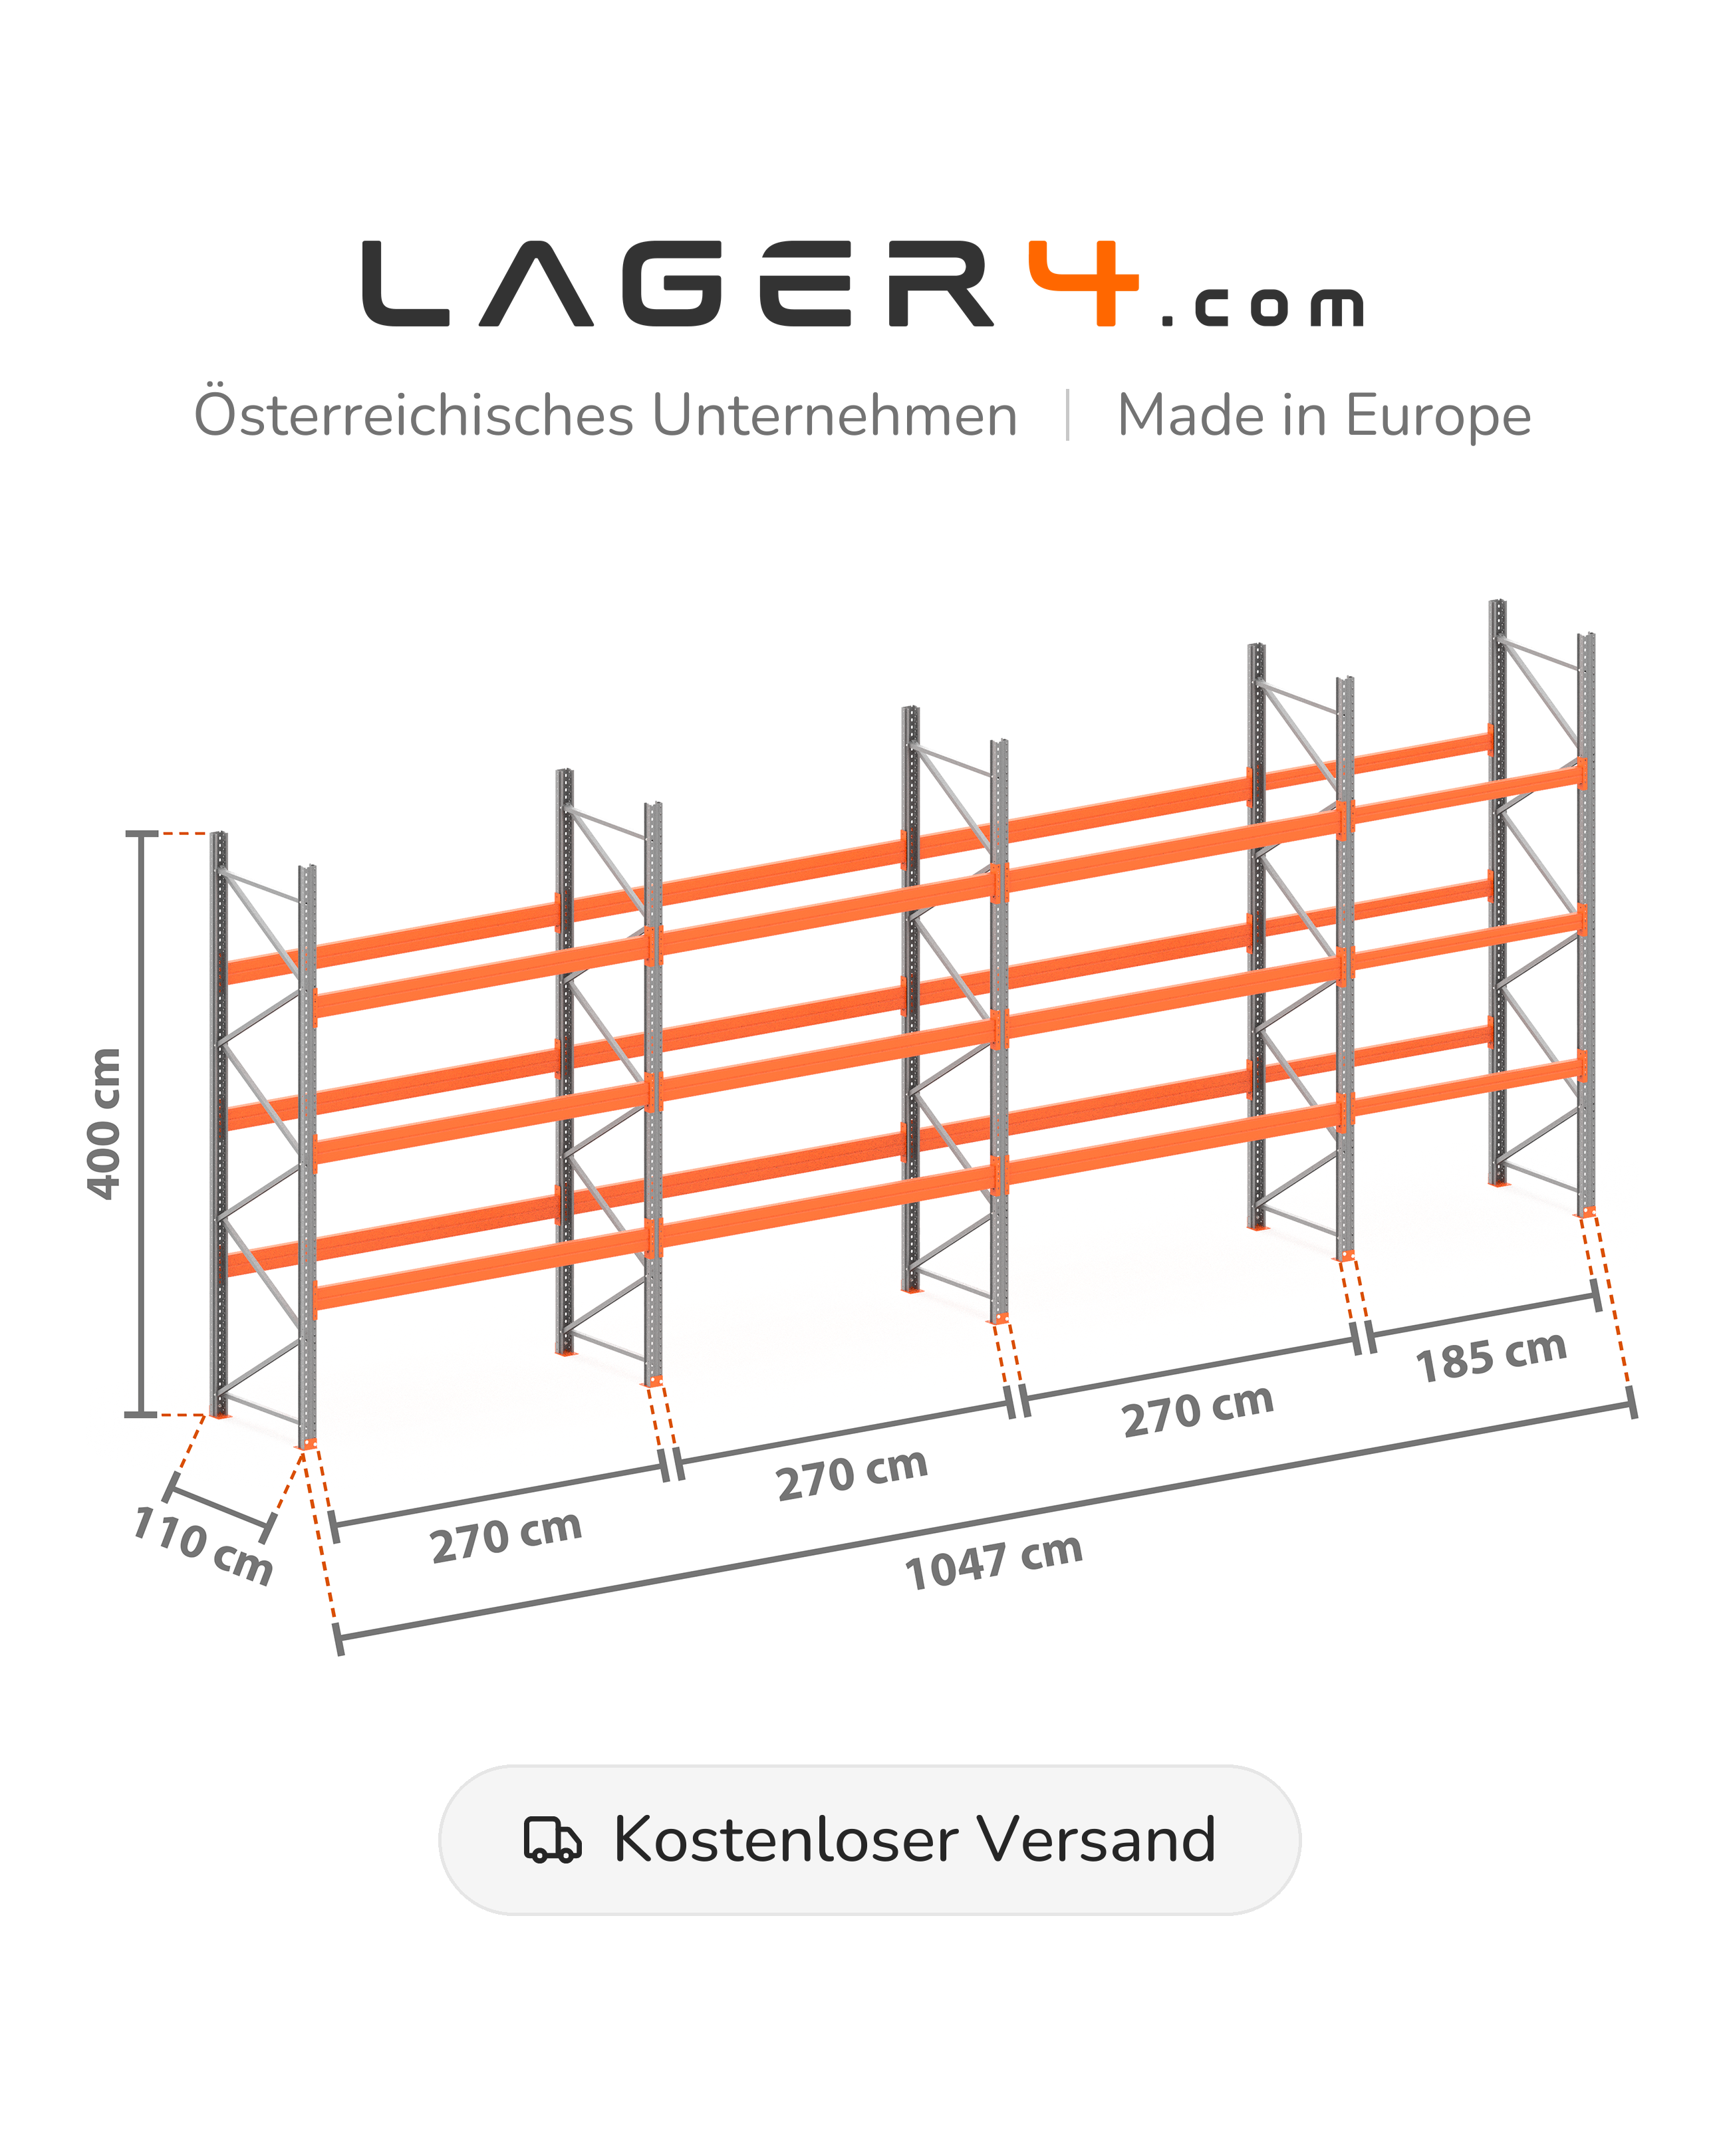 LAGER4.com
Österreichisches Unternehmen | Made in Europe
400 cm
110 cm
270 cm
270 cm
270 cm
185 cm
1047 cm
Kostenloser Versand